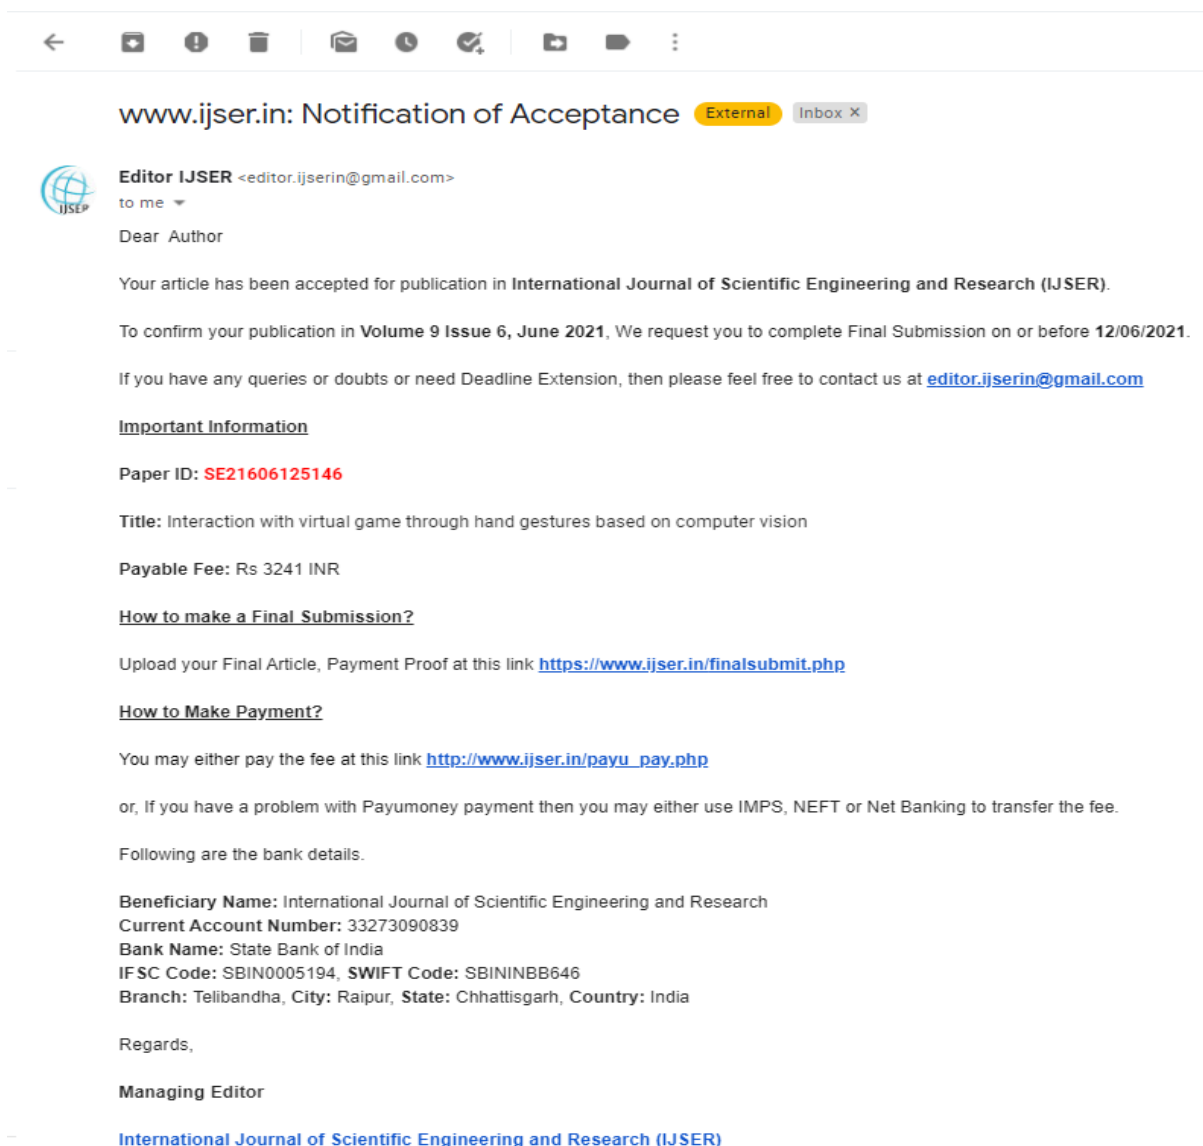 www.ijser.in: Notification of Acceptance External Inbox ×
IJSER
Editor IJSER <editor.ijserin@gmail.com>
to me
Dear Author
Your article has been accepted for publication in International Journal of Scientific Engineering and Research (IJSER).
To confirm your publication in Volume 9 Issue 6, June 2021, We request you to complete Final Submission on or before 12/06/2021.
If you have any queries or doubts or need Deadline Extension, then please feel free to contact us at editor.ijserin@gmail.com
Important Information
Paper ID: SE21606125146
Title: Interaction with virtual game through hand gestures based on computer vision
Payable Fee: Rs 3241 INR
How to make a Final Submission?
Upload your Final Article, Payment Proof at this link https://www.ijser.in/finalsubmit.php
How to Make Payment?
You may either pay the fee at this link http://www.ijser.in/payu_pay.php
or, If you have a problem with Payumoney payment then you may either use IMPS, NEFT or Net Banking to transfer the fee.
Following are the bank details.
Beneficiary Name: International Journal of Scientific Engineering and Research
Current Account Number: 33273090839
Bank Name: State Bank of India
IFSC Code: SBIN0005194, SWIFT Code: SBININBB646
Branch: Telibandha, City: Raipur, State: Chhattisgarh, Country: India
Regards,
Managing Editor
International Journal of Scientific Engineering and Research (IJSER)